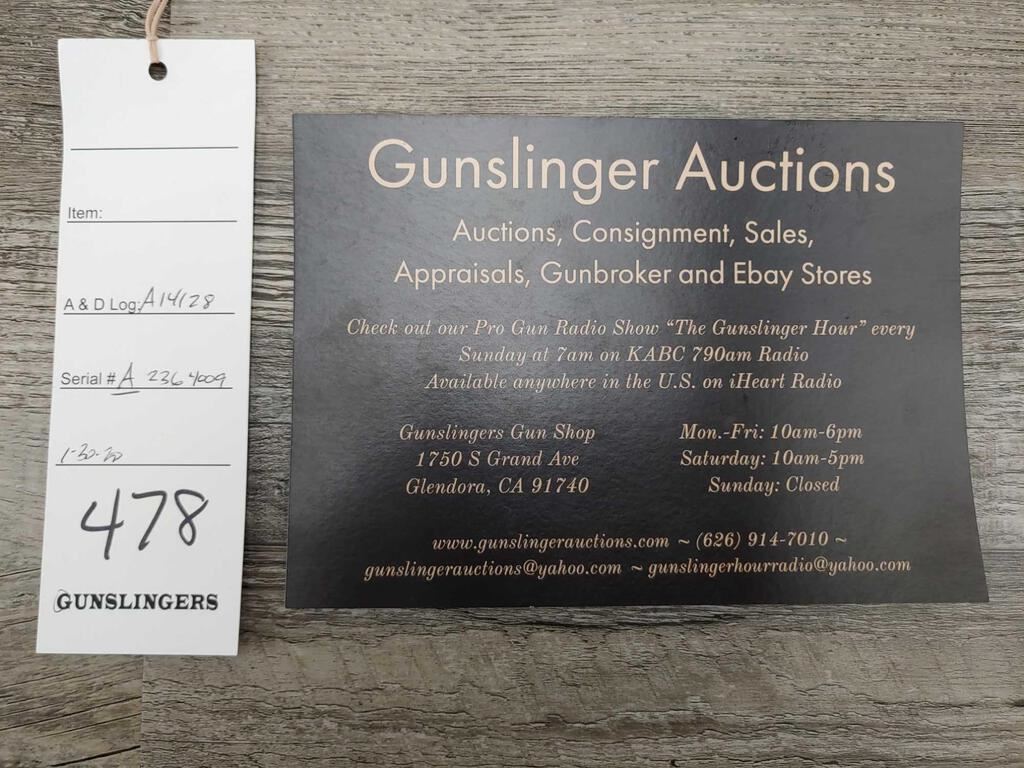 Item:
A & D Log: A14128
Serial # A 2364009
1-30-20
478
GUNSLINGERS
Gunslinger Auctions
Auctions, Consignment, Sales,
Appraisals, Gunbroker and Ebay Stores
Check out our Pro Gun Radio Show “The Gunslinger Hour” every
Sunday at 7am on KABC 790am Radio
Available anywhere in the U.S. on iHeart Radio
Gunslingers Gun Shop
1750 S Grand Ave
Glendora, CA 91740
Mon.-Fri: 10am-6pm
Saturday: 10am-5pm
Sunday: Closed
www.gunslingerauctions.com ~ (626) 914-7010 ~
gunslingerauctions@yahoo.com ~ gunslingerhourradio@yahoo.com